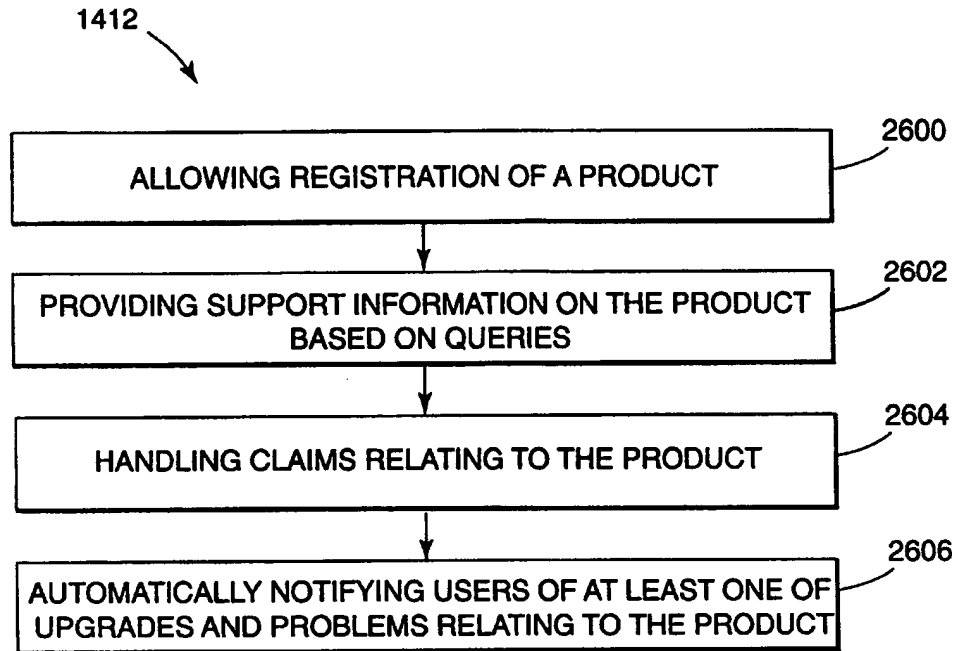 1412
2600
ALLOWING REGISTRATION OF A PRODUCT
2602
PROVIDING SUPPORT INFORMATION ON THE PRODUCT
BASED ON QUERIES
2604
HANDLING CLAIMS RELATING TO THE PRODUCT
2606
AUTOMATICALLY NOTIFYING USERS OF AT LEAST ONE OF
UPGRADES AND PROBLEMS RELATING TO THE PRODUCT